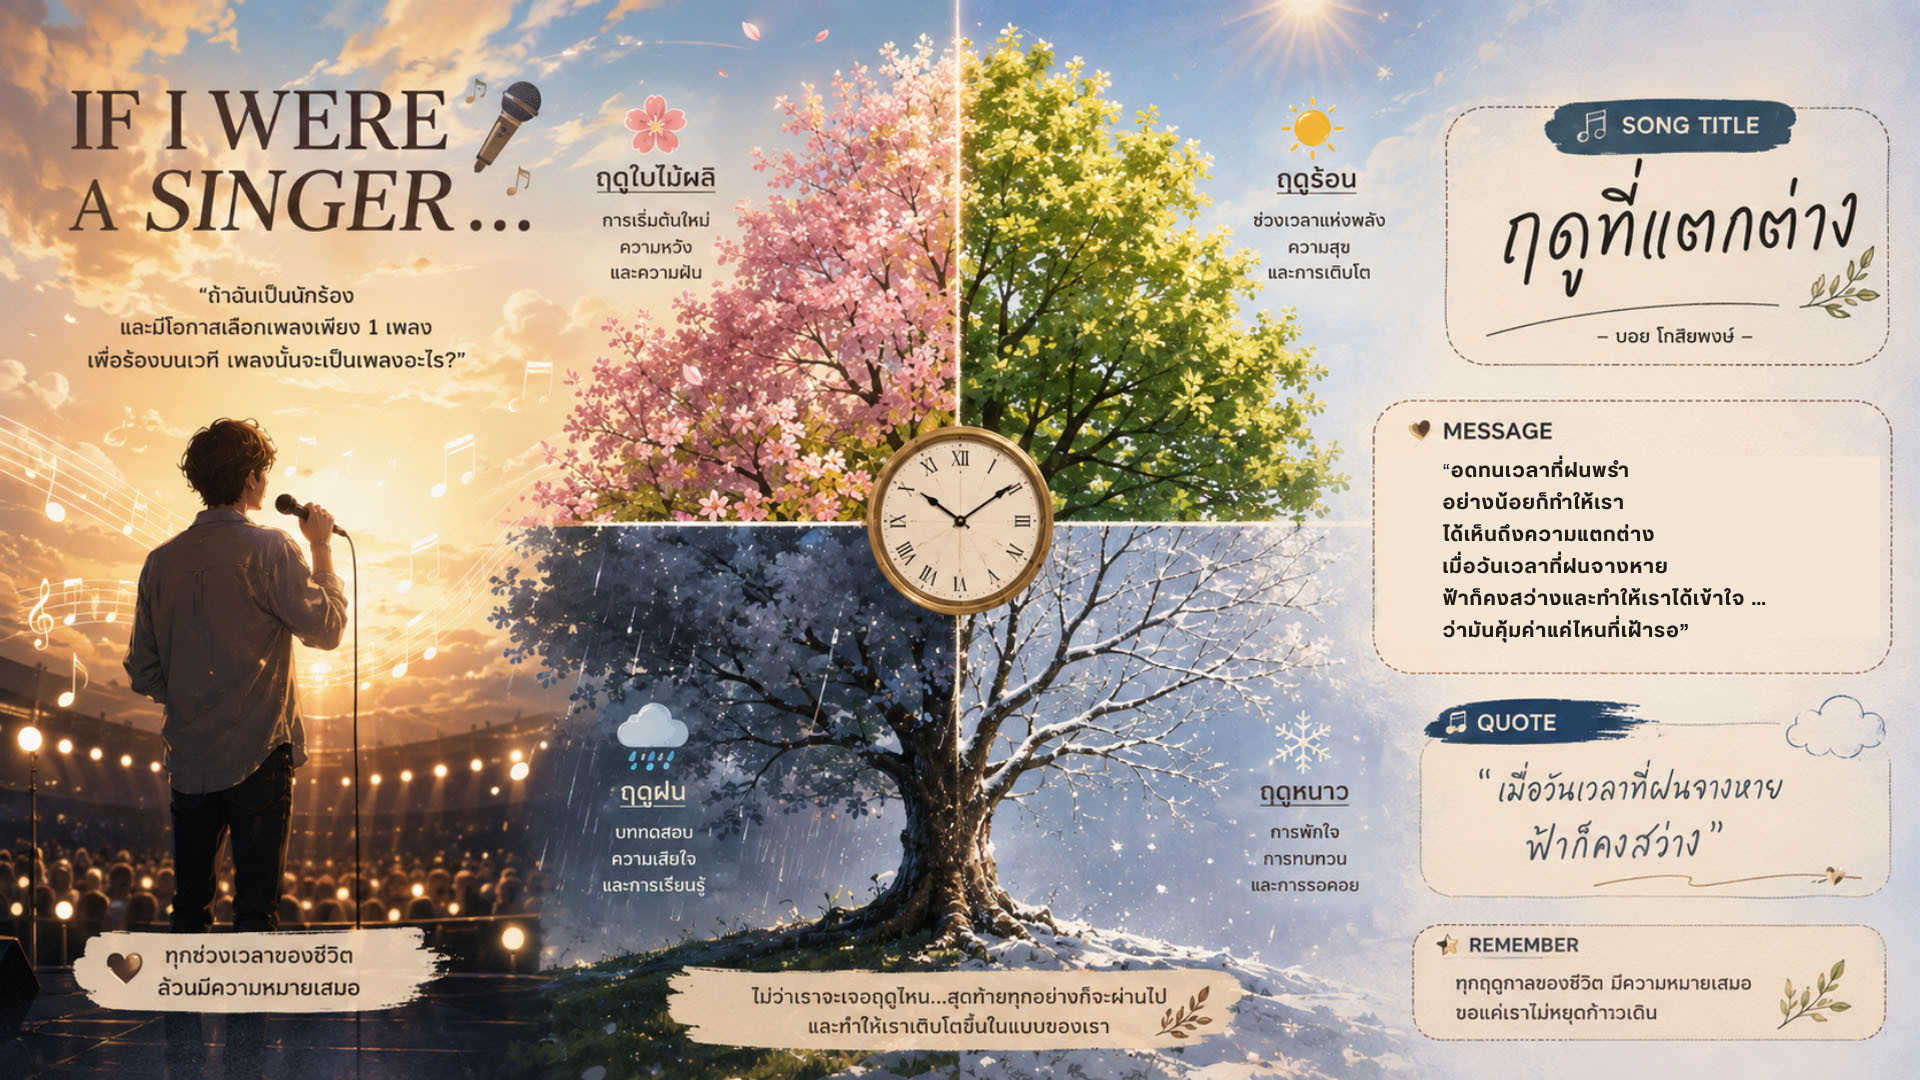 IF I WERE
A SINGER...
“ถ้าฉันเป็นนักร้อง
และมีโอกาสเลือกเพลงเพียง 1 เพลง
เพื่อร้องบนเวที เพลงนั้นจะเป็นเพลงอะไร?”
ทุกช่วงเวลาของชีวิต
ล้วนมีความหมายเสมอ
ฤดูใบไม้ผลิ
การเริ่มต้นใหม่
ความหวัง
และความฝัน
ฤดูร้อน
ช่วงเวลาแห่งพลัง
ความสุข
และการเติบโต
XII
I
II
III
IV
V
VI
VII
VIII
IX
X
XI
ฤดูฝน
บททดสอบ
ความเสียใจ
และการเรียนรู้
ฤดูหนาว
การพักใจ
การทบทวน
และการรอคอย
ไม่ว่าเราจะเจอฤดูไหน...สุดท้ายทุกอย่างก็จะผ่านไป
และทำให้เราเติบโตขึ้นในแบบของเรา
SONG TITLE
ฤดูที่แตกต่าง
– บอย โกสิยพงษ์ –
MESSAGE
“อดทนเวลาที่ฝนพรำ
อย่างน้อยก็ทำให้เรา
ได้เห็นถึงความแตกต่าง
เมื่อวันเวลาที่ฝนจางหาย
ฟ้าก็คงสว่างและทำให้เราได้เข้าใจ ...
ว่ามันคุ้มค่าแค่ไหนที่เฝ้ารอ”
QUOTE
“เมื่อวันเวลาที่ฝนจางหาย
ฟ้าก็คงสว่าง”
REMEMBER
ทุกฤดูกาลของชีวิต มีความหมายเสมอ
ขอแค่เราไม่หยุดก้าวเดิน